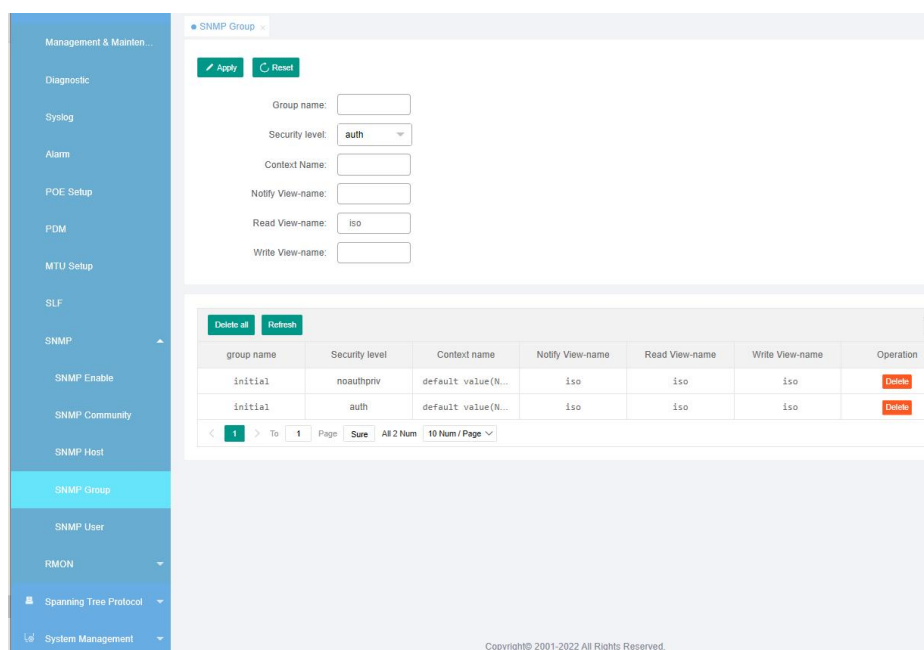 SNMP Group ×
Management & Mainten...
Diagnostic
Syslog
Alarm
POE Setup
PDM
MTU Setup
SLF
SNMP
SNMP Enable
SNMP Community
SNMP Host
SNMP Group
SNMP User
RMON
Spanning Tree Protocol
System Management
Apply Reset
Group name:
Security level: auth
Context Name:
Notify View-name:
Read View-name: iso
Write View-name:
Delete all Refresh
group name Security level Context name Notify View-name Read View-name Write View-name Operation
initial noauthpriv default value(N... iso iso iso Delete
initial auth default value(N... iso iso iso Delete
< 1 > To 1 Page Sure All 2 Num 10 Num / Page
Copyright© 2001-2022 All Rights Reserved.